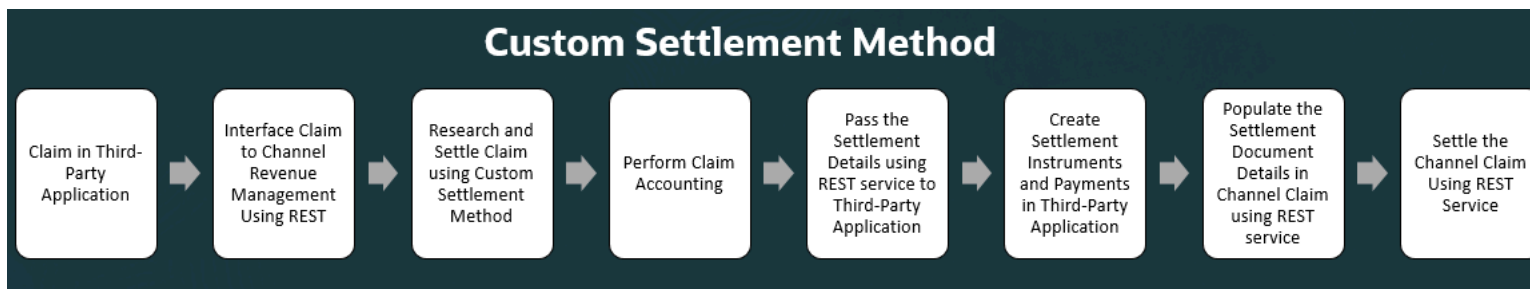 Custom Settlement Method
Claim in Third-
Party
Application
Interface Claim
to Channel
Revenue
Management
Using REST
Research and
Settle Claim
using Custom
Settlement
Method
Perform Claim
Accounting
Pass the
Settlement
Details using
REST service to
Third-Party
Application
Create
Settlement
Instruments
and Payments
in Third-Party
Application
Populate the
Settlement
Document
Details in
Channel Claim
using REST
service
Settle the
Channel Claim
Using REST
Service